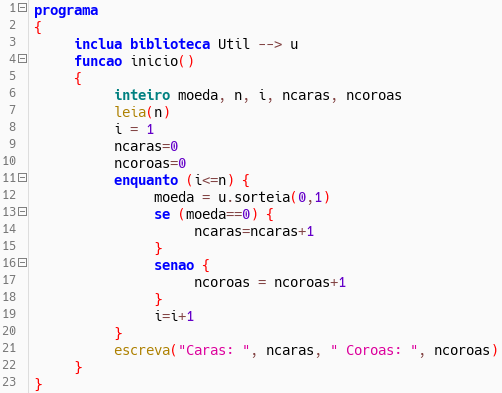 1 programa
2 {
3 inclua biblioteca Util --> u
4 funcao inicio()
5 {
6 inteiro moeda, n, i, ncaras, ncoroas
7 leia(n)
8 i = 1
9 ncaras=0
10 ncoroas=0
11 enquanto (i<=n) {
12 moeda = u.sorteia(0,1)
13 se (moeda==0) {
14 ncaras=ncaras+1
15 }
16 senao {
17 ncoroas = ncoroas+1
18 }
19 i=i+1
20 }
21 escreva("Caras: ", ncaras, " Coroas: ", ncoroas)
22 }
23 }